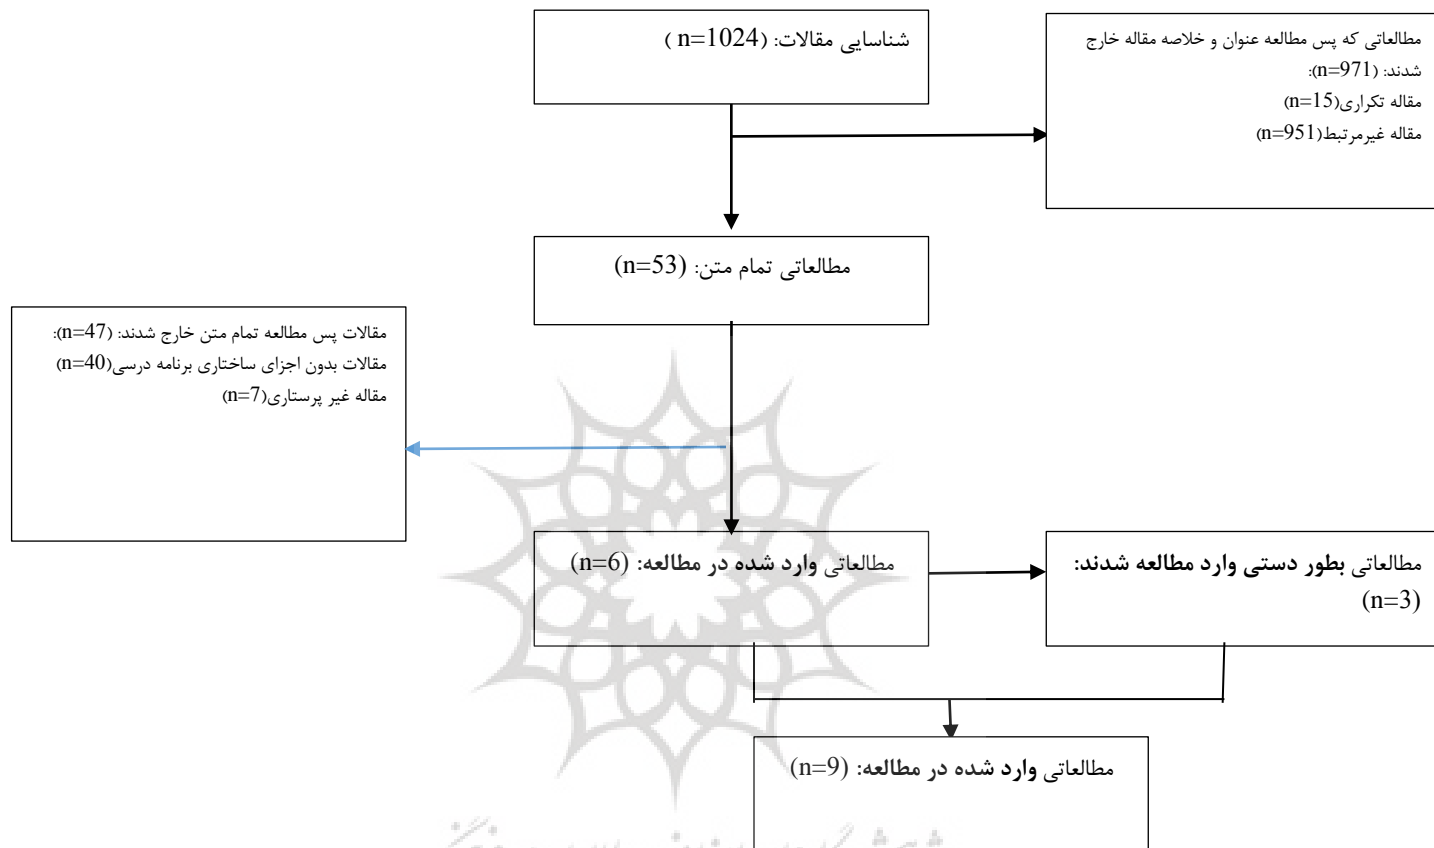 شناسایی مقالات: (n=1024 )
مطالعاتی که پس مطالعه عنوان و خلاصه مقاله خارج
شدند: (n=971):
مقاله تکراری(n=15)
مقاله غیرمرتبط(n=951)
مطالعاتی تمام متن: (n=53)
مقالات پس مطالعه تمام متن خارج شدند: (n=47):
مقالات بدون اجزای ساختاری برنامه درسی(n=40)
مقاله غیر پرستاری(n=7)
مطالعاتی وارد شده در مطالعه: (n=6)
مطالعاتی بطور دستی وارد مطالعه شدند:
(n=3)
مطالعاتی وارد شده در مطالعه: (n=9)